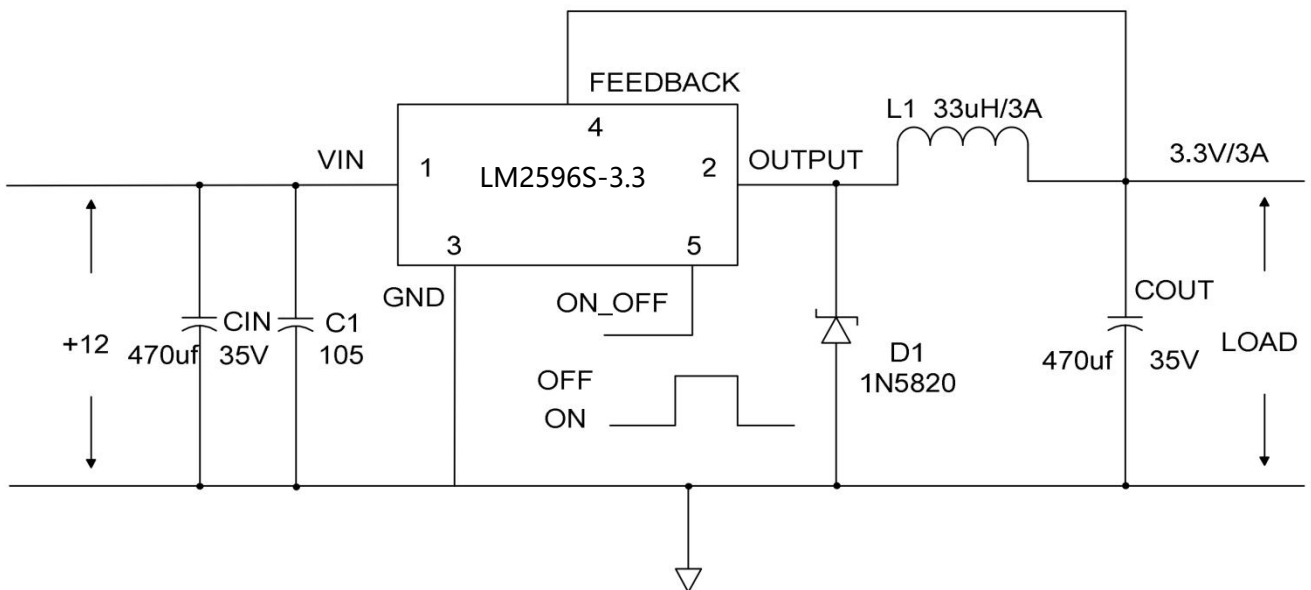 FEEDBACK
4
L1 33uH/3A
VIN
1
LM2596S-3.3
2
OUTPUT
3.3V/3A
3
5
GND
ON_OFF
COUT
+12
CIN
470uf 35V
C1
105
D1
1N5820
470uf 35V
LOAD
OFF
ON